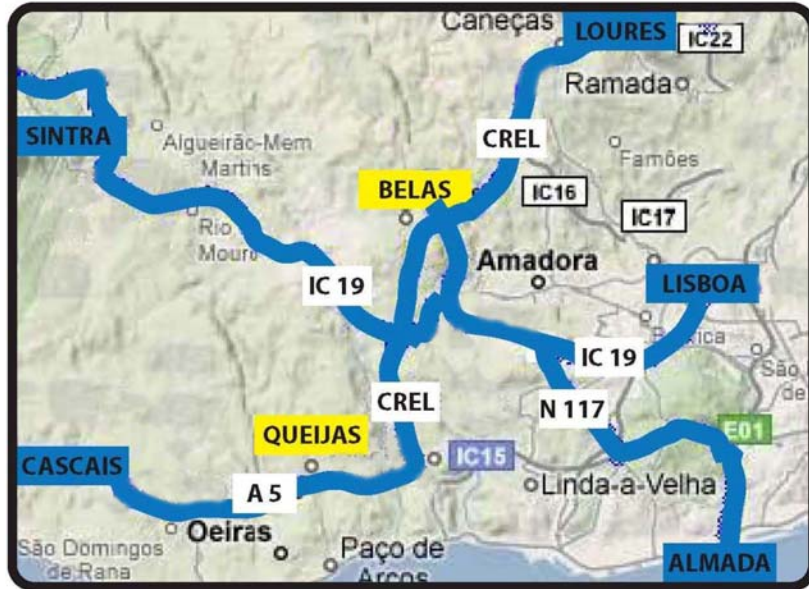 Caneças
LOURES
IC22
Ramada
CREL
SINTRA
Algueirão-Mem
Martins
Famões
BELAS
IC16
IC17
Rio
Amadora
LISBOA
IC 19
IC 19
CREL
N 117
QUEIJAS
E01
CASCAIS
IC15
A 5
Linda-a-Velha
Oeiras
São Domingos
de Rana
Paço de
Arcos
São
de
ALMADA